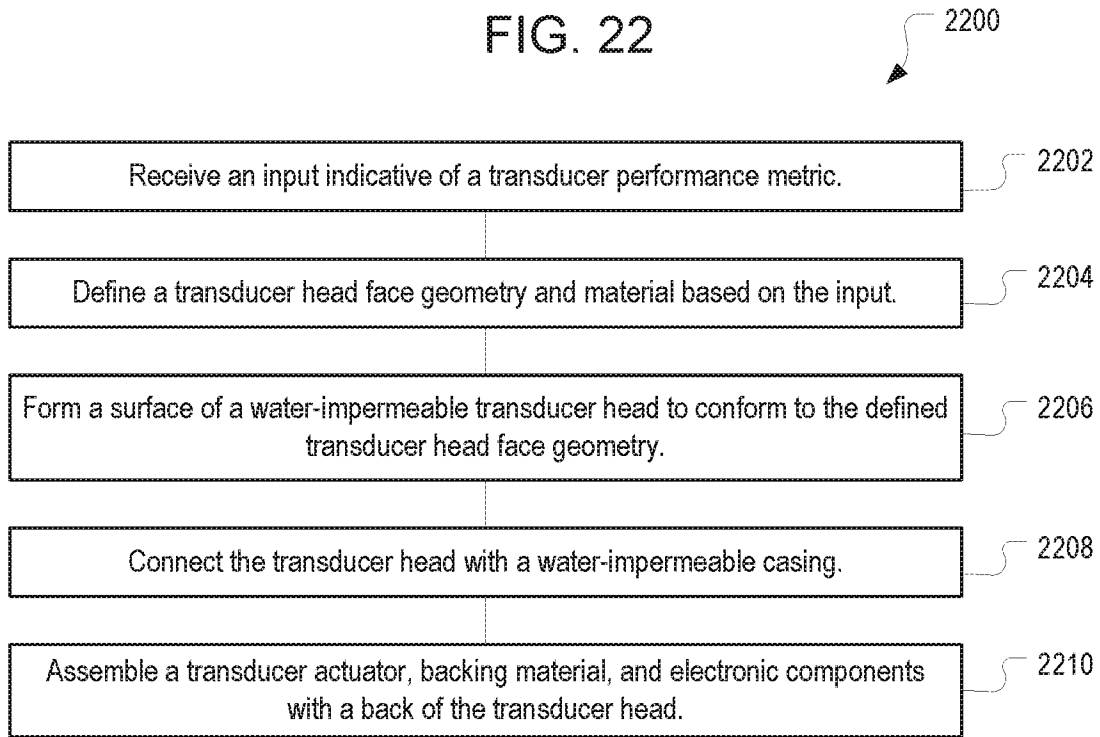 FIG. 22
2200
Receive an input indicative of a transducer performance metric.
2202
Define a transducer head face geometry and material based on the input.
2204
Form a surface of a water-impermeable transducer head to conform to the defined
transducer head face geometry.
2206
Connect the transducer head with a water-impermeable casing.
2208
Assemble a transducer actuator, backing material, and electronic components
with a back of the transducer head.
2210